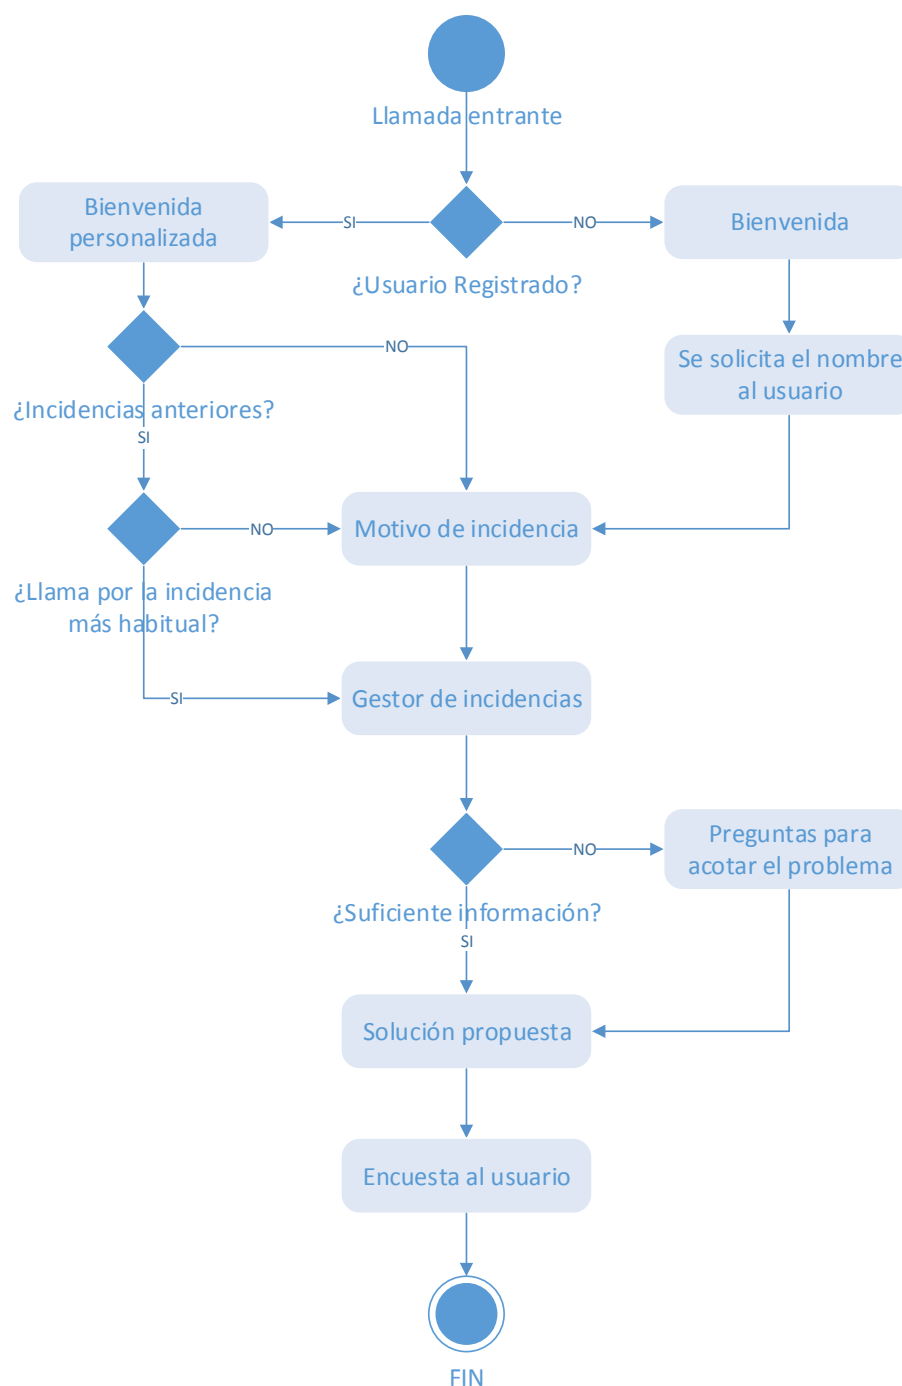 Llamada entrante
Bienvenida
personalizada
SI
NO
Bienvenida
¿Usuario Registrado?
NO
Se solicita el nombre
al usuario
¿Incidencias anteriores?
SI
NO
Motivo de incidencia
¿Llama por la incidencia
más habitual?
SI
Gestor de incidencias
NO
Preguntas para
acotar el problema
¿Suficiente información?
SI
Solución propuesta
Encuesta al usuario
FIN